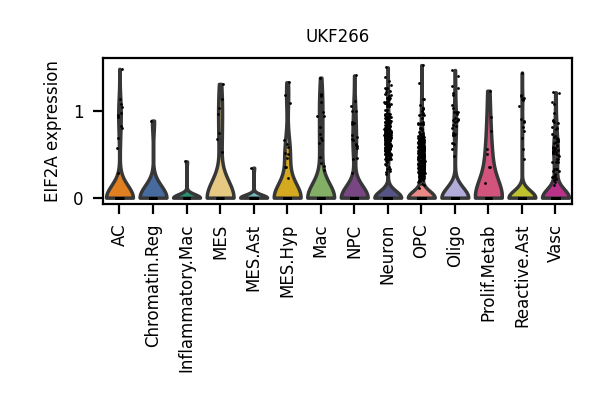 UKF266
EIF2A expression
1
0
AC
Chromatin.Reg
Inflammatory.Mac
MES
MES.Ast
MES.Hyp
Mac
NPC
Neuron
OPC
Oligo
Prolif.Metab
Reactive.Ast
Vasc